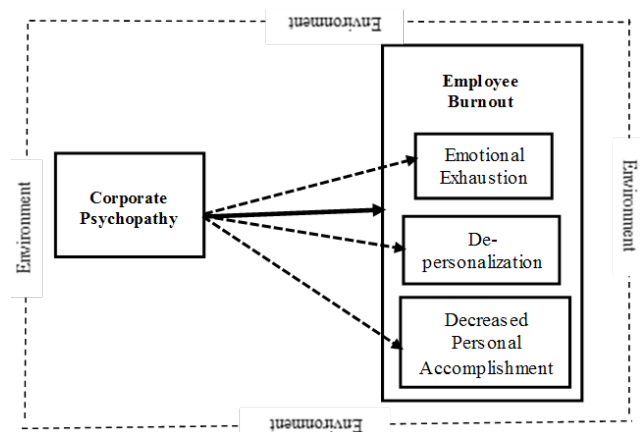 Environment
Employee
Burnout
Emotional
Exhaustion
Corporate
Psychopathy
De-
personalization
Decreased
Personal
Accomplishment
Environment
Environment
Environment